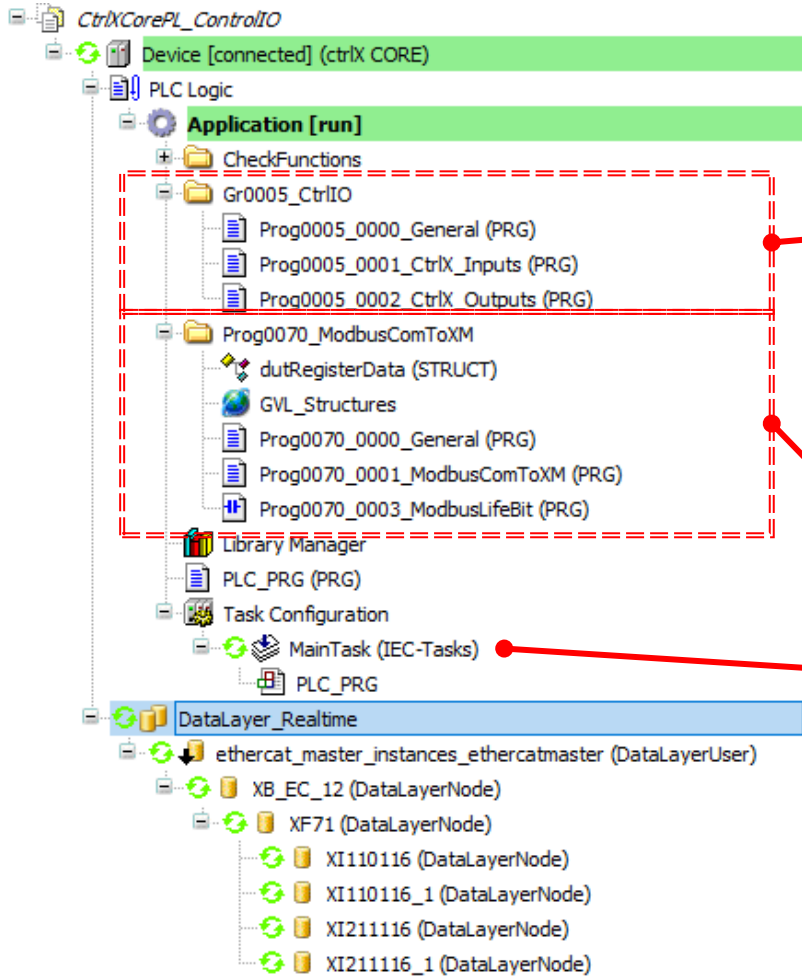 CtrlXCorePL_ControlIO
Device [connected] (ctrlX CORE)
PLC Logic
Application [run]
CheckFunctions
Gr0005_CtrlIO
Prog0005_0000_General (PRG)
Prog0005_0001_CtrlX_Inputs (PRG)
Prog0005_0002_CtrlX_Outputs (PRG)
Prog0070_ModbusComToXM
dutRegisterData (STRUCT)
GVL_Structures
Prog0070_0000_General (PRG)
Prog0070_0001_ModbusComToXM (PRG)
Prog0070_0003_ModbusLifeBit (PRG)
Library Manager
PLC_PRG (PRG)
Task Configuration
MainTask (IEC-Tasks)
PLC_PRG
DataLayer_Realtime
ethercat_master_instances_ethercatmaster (DataLayerUser)
XB_EC_12 (DataLayerNode)
XF71 (DataLayerNode)
XI110116 (DataLayerNode)
XI110116_1 (DataLayerNode)
XI211116 (DataLayerNode)
XI211116_1 (DataLayerNode)